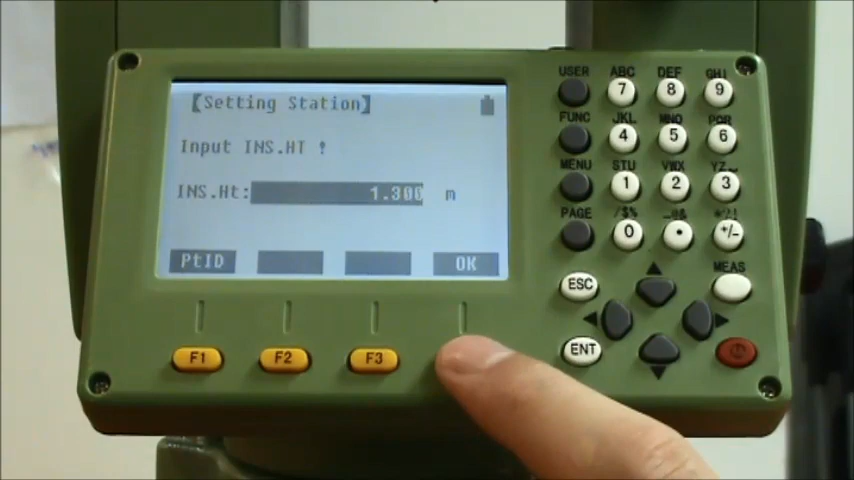 【Setting Station】
Input INS.HT !
INS.Ht: 1.300 m
PtID OK
F1 F2 F3
USER ABC DEF GHI
7 8 9
FUNC JKL MNO PQR
4 5 6
MENU STU VWX YZ_
1 2 3
PAGE /$% _@& *?!
0 • +/-
ESC MEAS
ENT